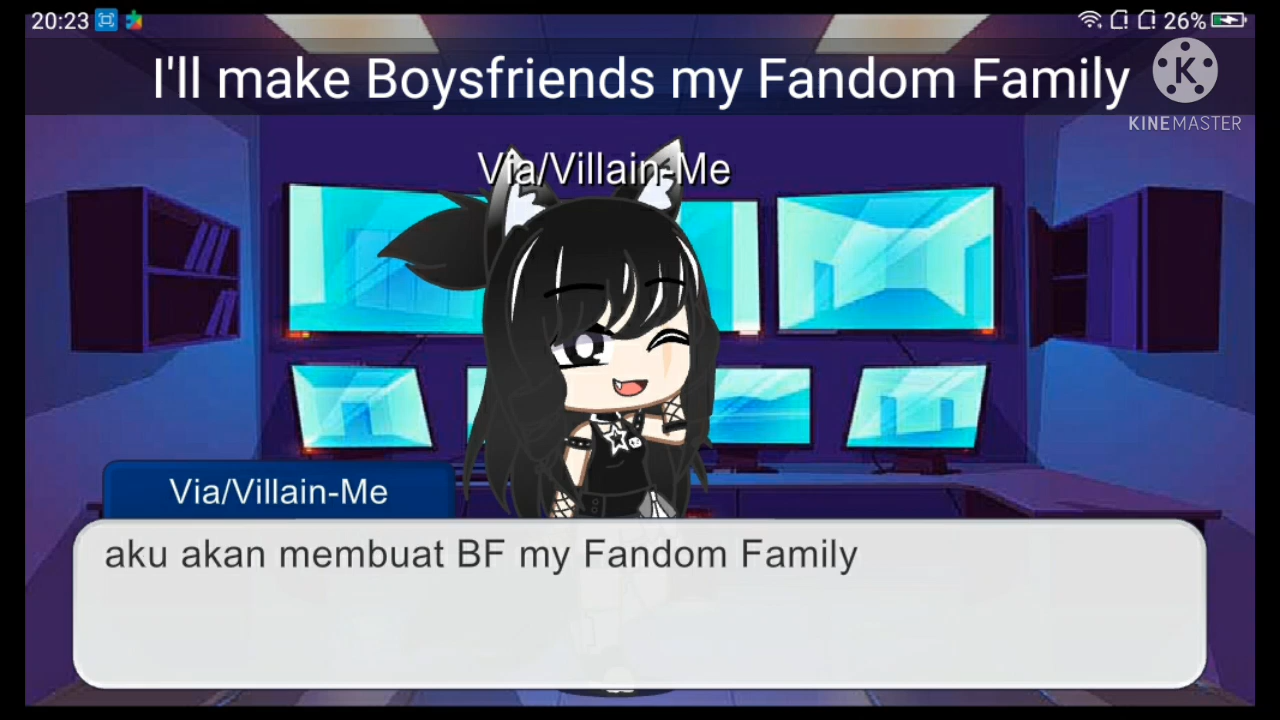 20:23
26%
I'll make Boysfriends my Fandom Family
K
KINEMASTER
Via/Villain-Me
Via/Villain-Me
aku akan membuat BF my Fandom Family